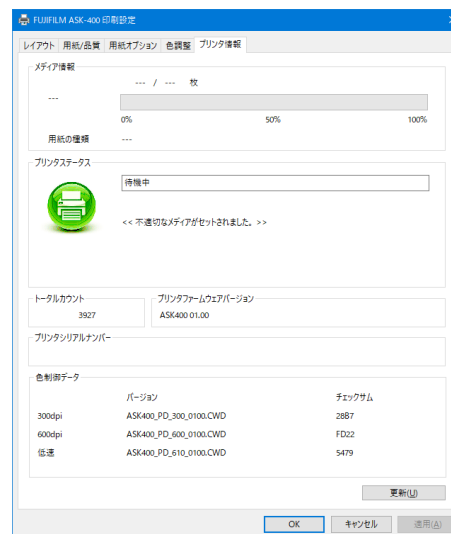 FUJIFILM ASK-400 印刷設定
レイアウト 用紙/品質 用紙オプション 色調整 プリンタ情報
メディア情報
--- / --- 枚
---
0% 50% 100%
用紙の種類 ---
プリンタステータス
待機中
<< 不適切なメディアがセットされました。 >>
トータルカウント プリンタファームウェアバージョン
3927 ASK400 01.00
プリンタシリアルナンバー
色制御データ
バージョン チェックサム
300dpi ASK400_PD_300_0100.CWD 28B7
600dpi ASK400_PD_600_0100.CWD FD22
低速 ASK400_PD_610_0100.CWD 5479
更新(U)
OK キャンセル 適用(A)